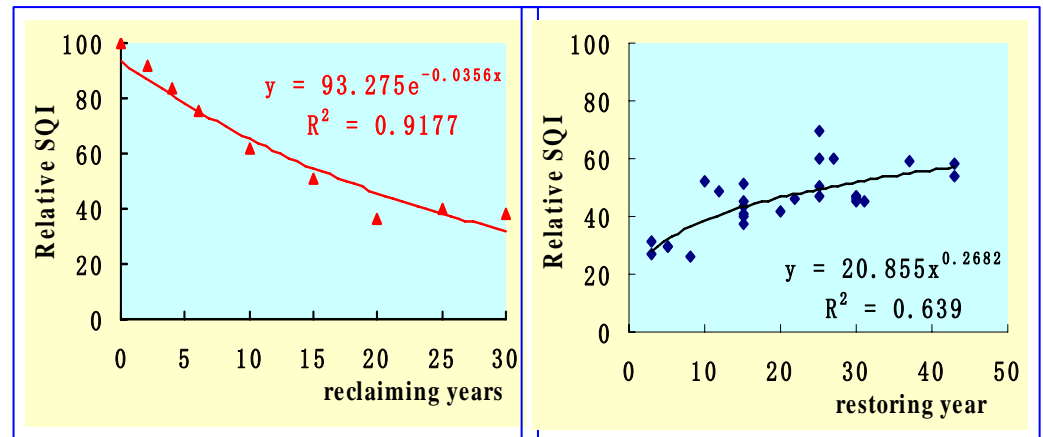 100
80
60
40
20
0
Relative SQI
y = 93.275e^-0.0356x
R² = 0.9177
0 5 10 15 20 25 30
reclaiming years
100
80
60
40
20
0
Relative SQI
y = 20.855x^0.2682
R² = 0.639
0 10 20 30 40 50
restoring year